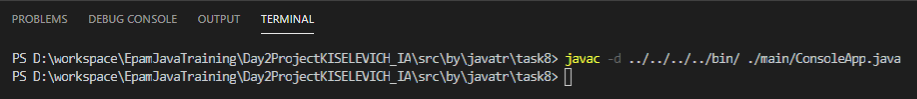 PROBLEMS DEBUG CONSOLE OUTPUT TERMINAL
PS D:\workspace\EpamJavaTraining\Day2ProjectKISELEVICH_IA\src\by\javatr\task8> javac -d ../../../../bin/ ./main/ConsoleApp.java
PS D:\workspace\EpamJavaTraining\Day2ProjectKISELEVICH_IA\src\by\javatr\task8>